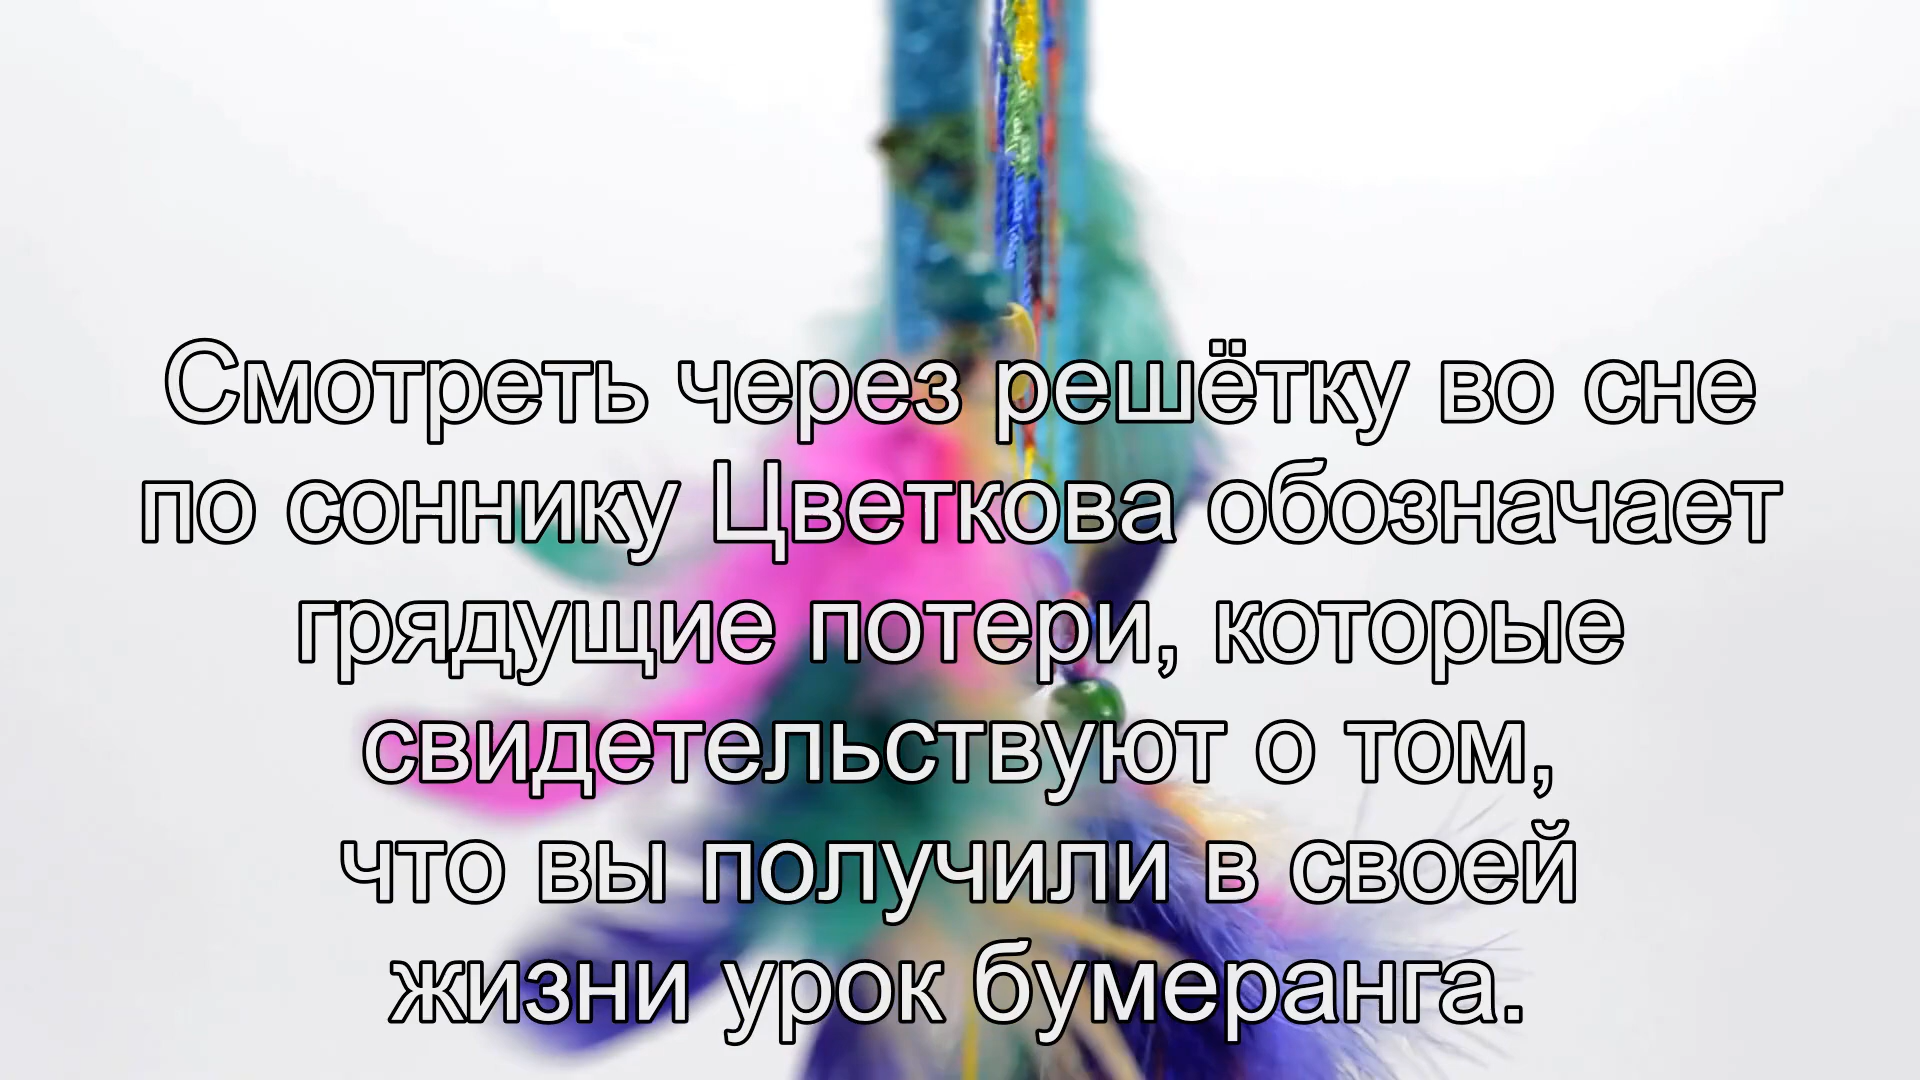 Смотреть через решётку во сне
по соннику Цветкова обозначает
грядущие потери, которые
свидетельствуют о том,
что вы получили в своей
жизни урок бумеранга.